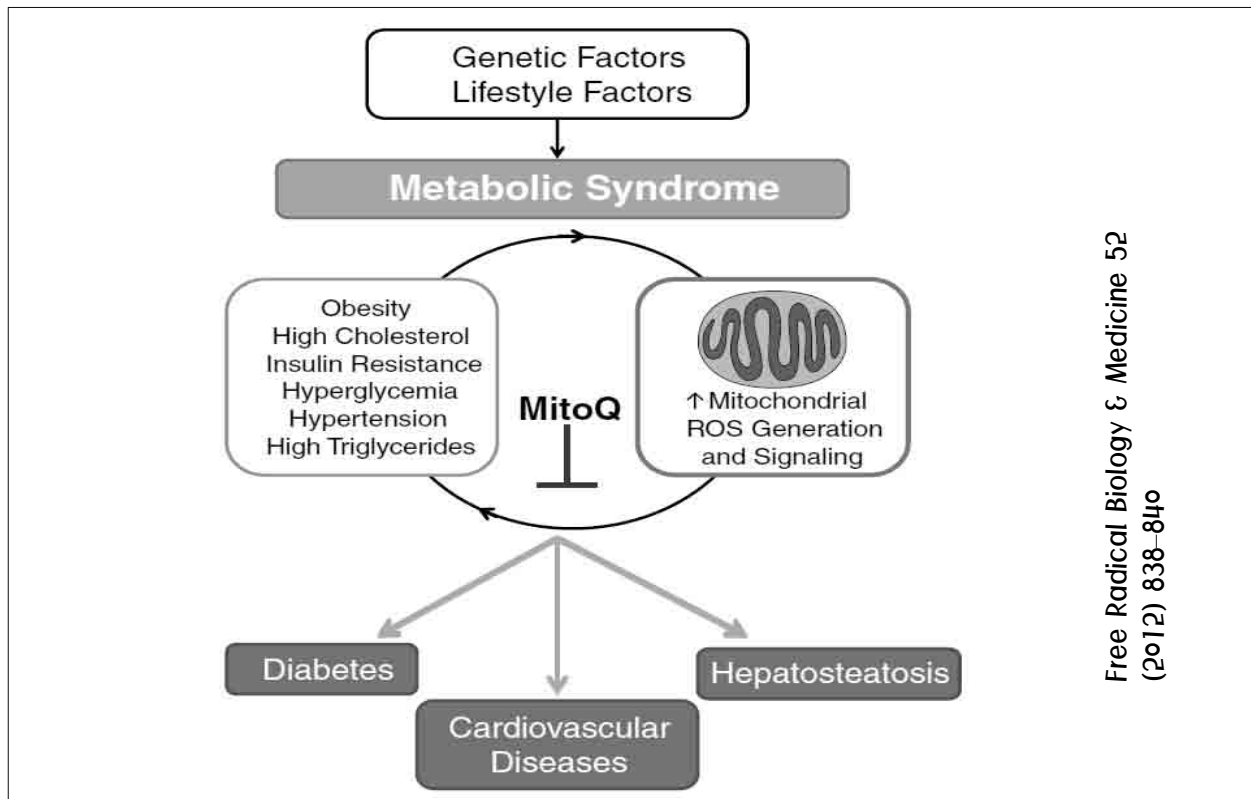 Genetic Factors
Lifestyle Factors
Metabolic Syndrome
Obesity
High Cholesterol
Insulin Resistance
Hyperglycemia
Hypertension
High Triglycerides
MitoQ
↑ Mitochondrial
ROS Generation
and Signaling
Diabetes
Cardiovascular
Diseases
Hepatosteatosis
Free Radical Biology & Medicine 52
(2012) 838–840